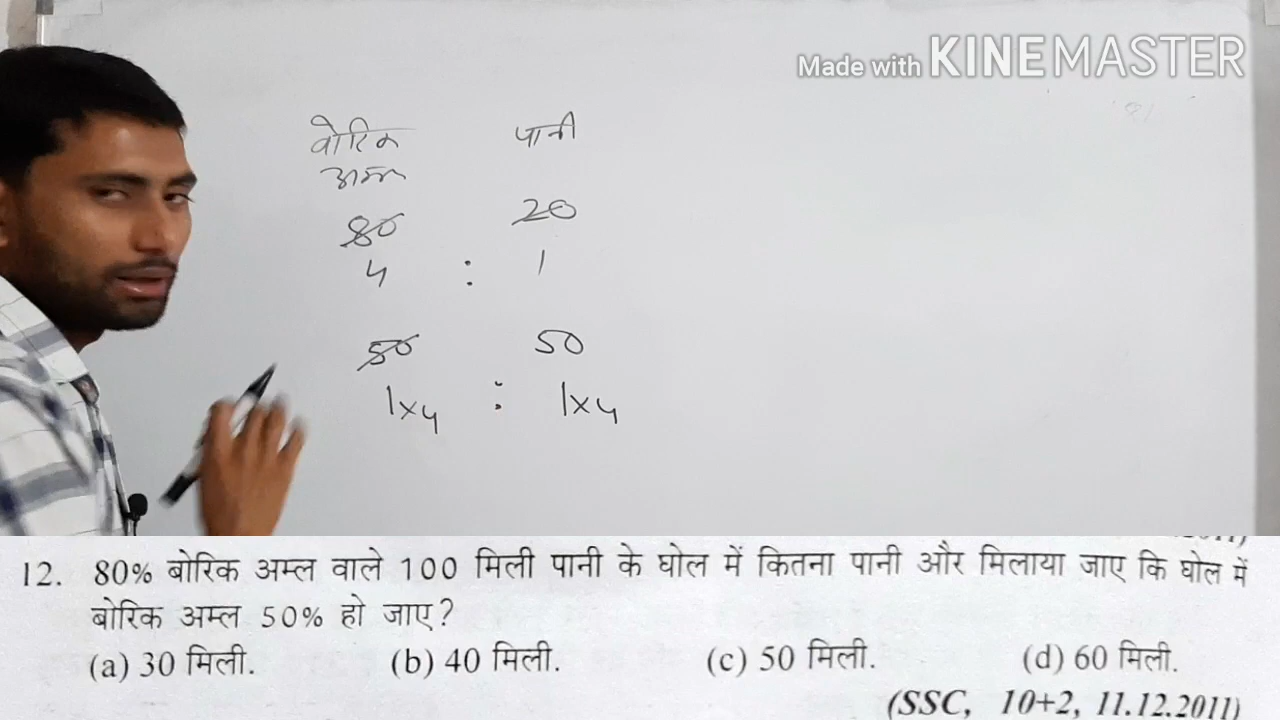 Made with KINEMASTER
वोरिक पानी
अम्ल
80 20
4 : 1
50 50
1x4 : 1x4
12. 80% बोरिक अम्ल वाले 100 मिली पानी के घोल में कितना पानी और मिलाया जाए कि घोल में
बोरिक अम्ल 50% हो जाए?
(a) 30 मिली. (b) 40 मिली. (c) 50 मिली. (d) 60 मिली.
(SSC, 10+2, 11.12.2011)